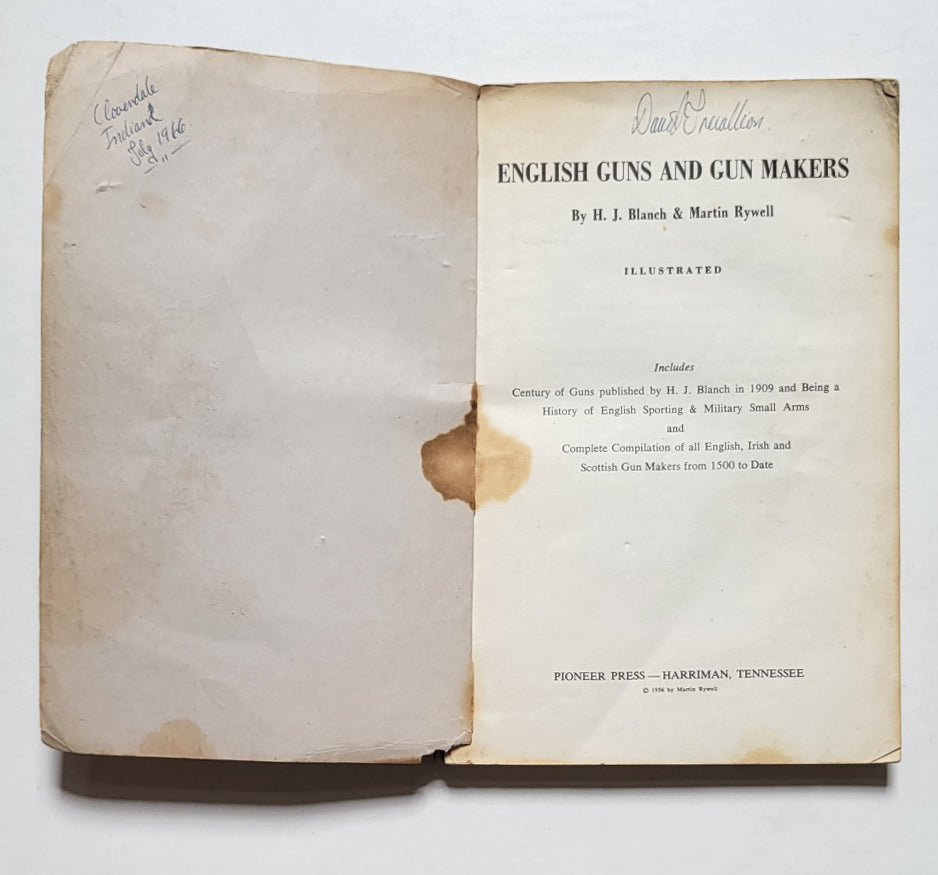 Cloverdale
Indiana
July 1966
David
ENGLISH GUNS AND GUN MAKERS
By H. J. Blanch & Martin Rywell
ILLUSTRATED
Includes
Century of Guns published by H. J. Blanch in 1909 and Being a
History of English Sporting & Military Small Arms
and
Complete Compilation of all English, Irish and
Scottish Gun Makers from 1500 to Date
PIONEER PRESS — HARRIMAN, TENNESSEE
© 1956 by Martin Rywell